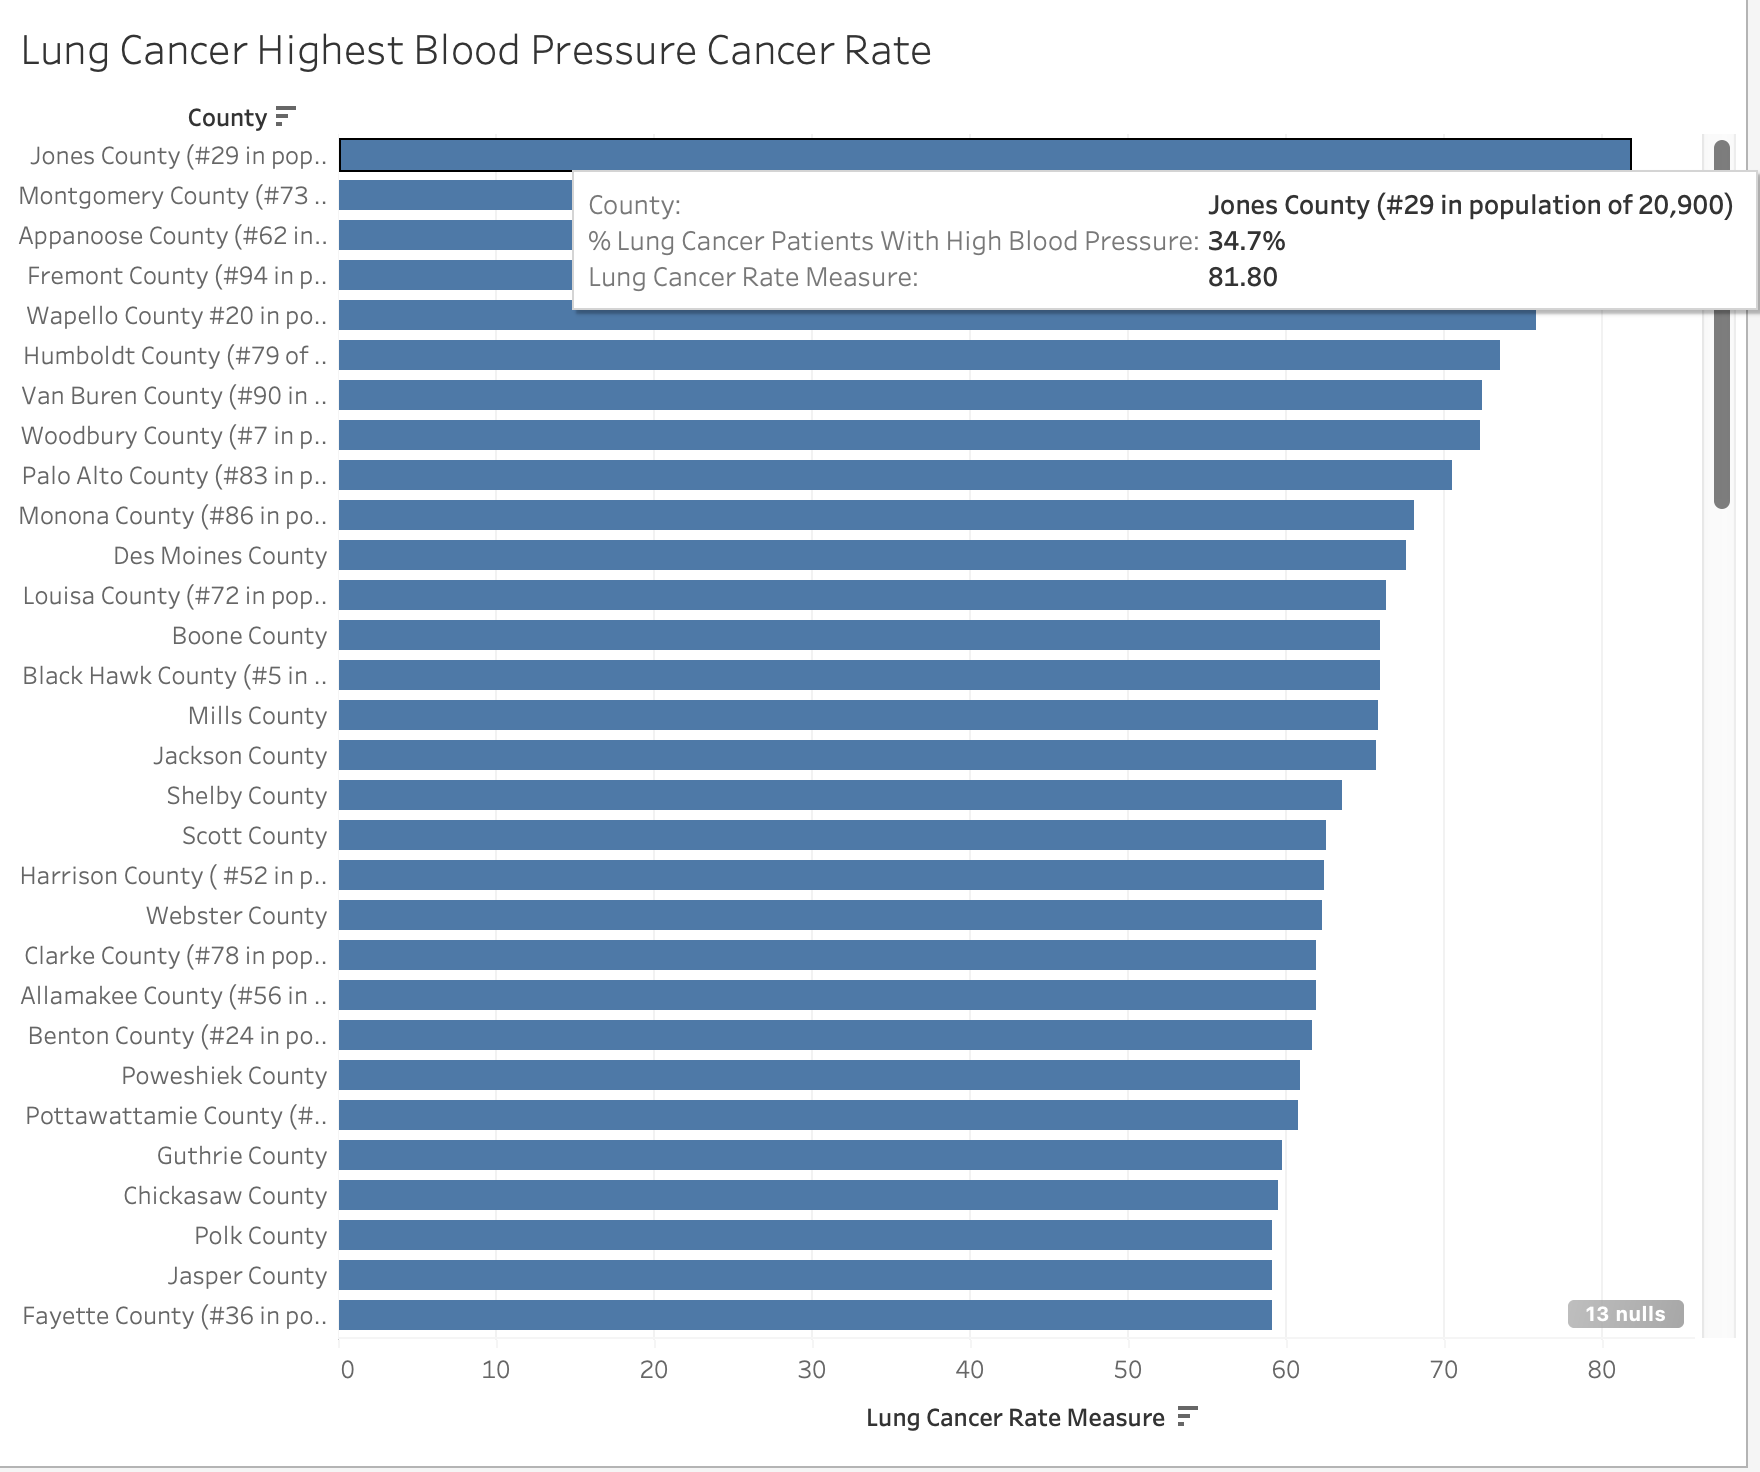 Lung Cancer Highest Blood Pressure Cancer Rate
County
Jones County (#29 in pop..
Montgomery County (#73 ..
Appanoose County (#62 in..
Fremont County (#94 in p..
Wapello County #20 in po..
Humboldt County (#79 of ..
Van Buren County (#90 in ..
Woodbury County (#7 in p..
Palo Alto County (#83 in p..
Monona County (#86 in po..
Des Moines County
Louisa County (#72 in pop..
Boone County
Black Hawk County (#5 in ..
Mills County
Jackson County
Shelby County
Scott County
Harrison County ( #52 in p..
Webster County
Clarke County (#78 in pop..
Allamakee County (#56 in ..
Benton County (#24 in po..
Poweshiek County
Pottawattamie County (#..
Guthrie County
Chickasaw County
Polk County
Jasper County
Fayette County (#36 in po..
County: Jones County (#29 in population of 20,900)
% Lung Cancer Patients With High Blood Pressure: 34.7%
Lung Cancer Rate Measure: 81.80
13 nulls
0 10 20 30 40 50 60 70 80
Lung Cancer Rate Measure